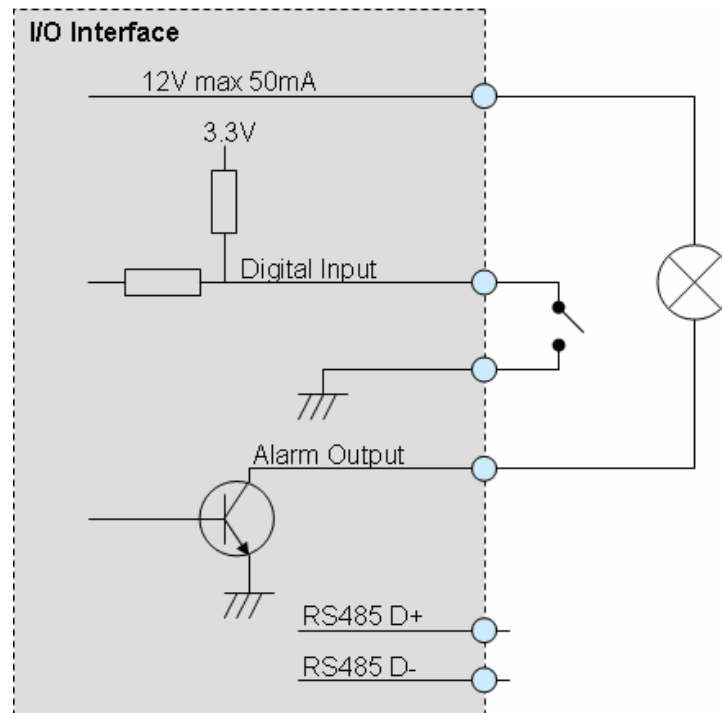 I/O Interface
12V max 50mA
3.3V
Digital Input
Alarm Output
RS485 D+
RS485 D-